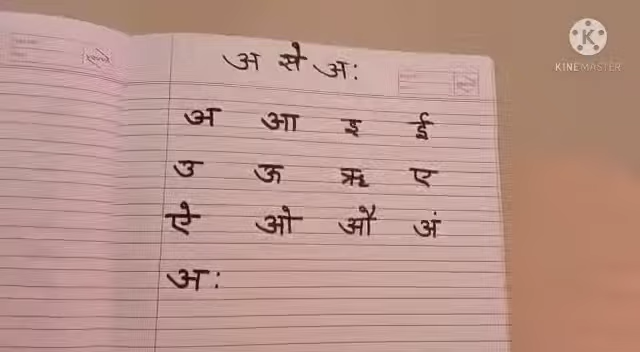 KINEMASTER
अ से अः
अ आ इ ई
उ ऊ ऋ ए
ऐ ओ औ अं
अः